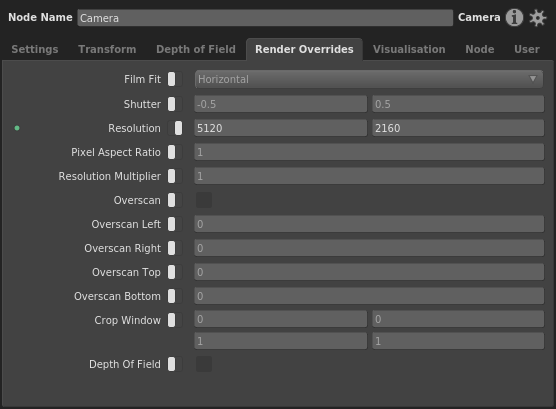 Node Name Camera Camera
Settings Transform Depth of Field Render Overrides Visualisation Node User
Film Fit Horizontal
Shutter -0.5 0.5
Resolution 5120 2160
Pixel Aspect Ratio 1
Resolution Multiplier 1
Overscan
Overscan Left 0
Overscan Right 0
Overscan Top 0
Overscan Bottom 0
Crop Window 0 0
1 1
Depth Of Field